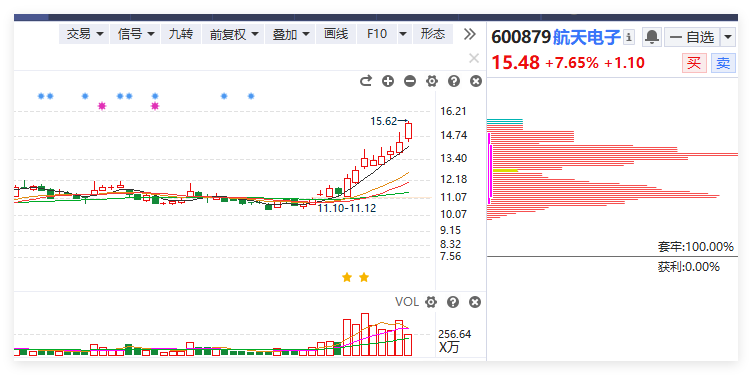 交易 信号 九转 前复权 叠加 画线 F10 形态
600879 航天电子 一 自选
15.48 +7.65% +1.10 买 卖
16.21
15.62
14.74
13.40
12.18
11.07
11.10-11.12
10.07
9.15
8.32
7.56
套牢:100.00%
获利:0.00%
VOL
256.64
X万